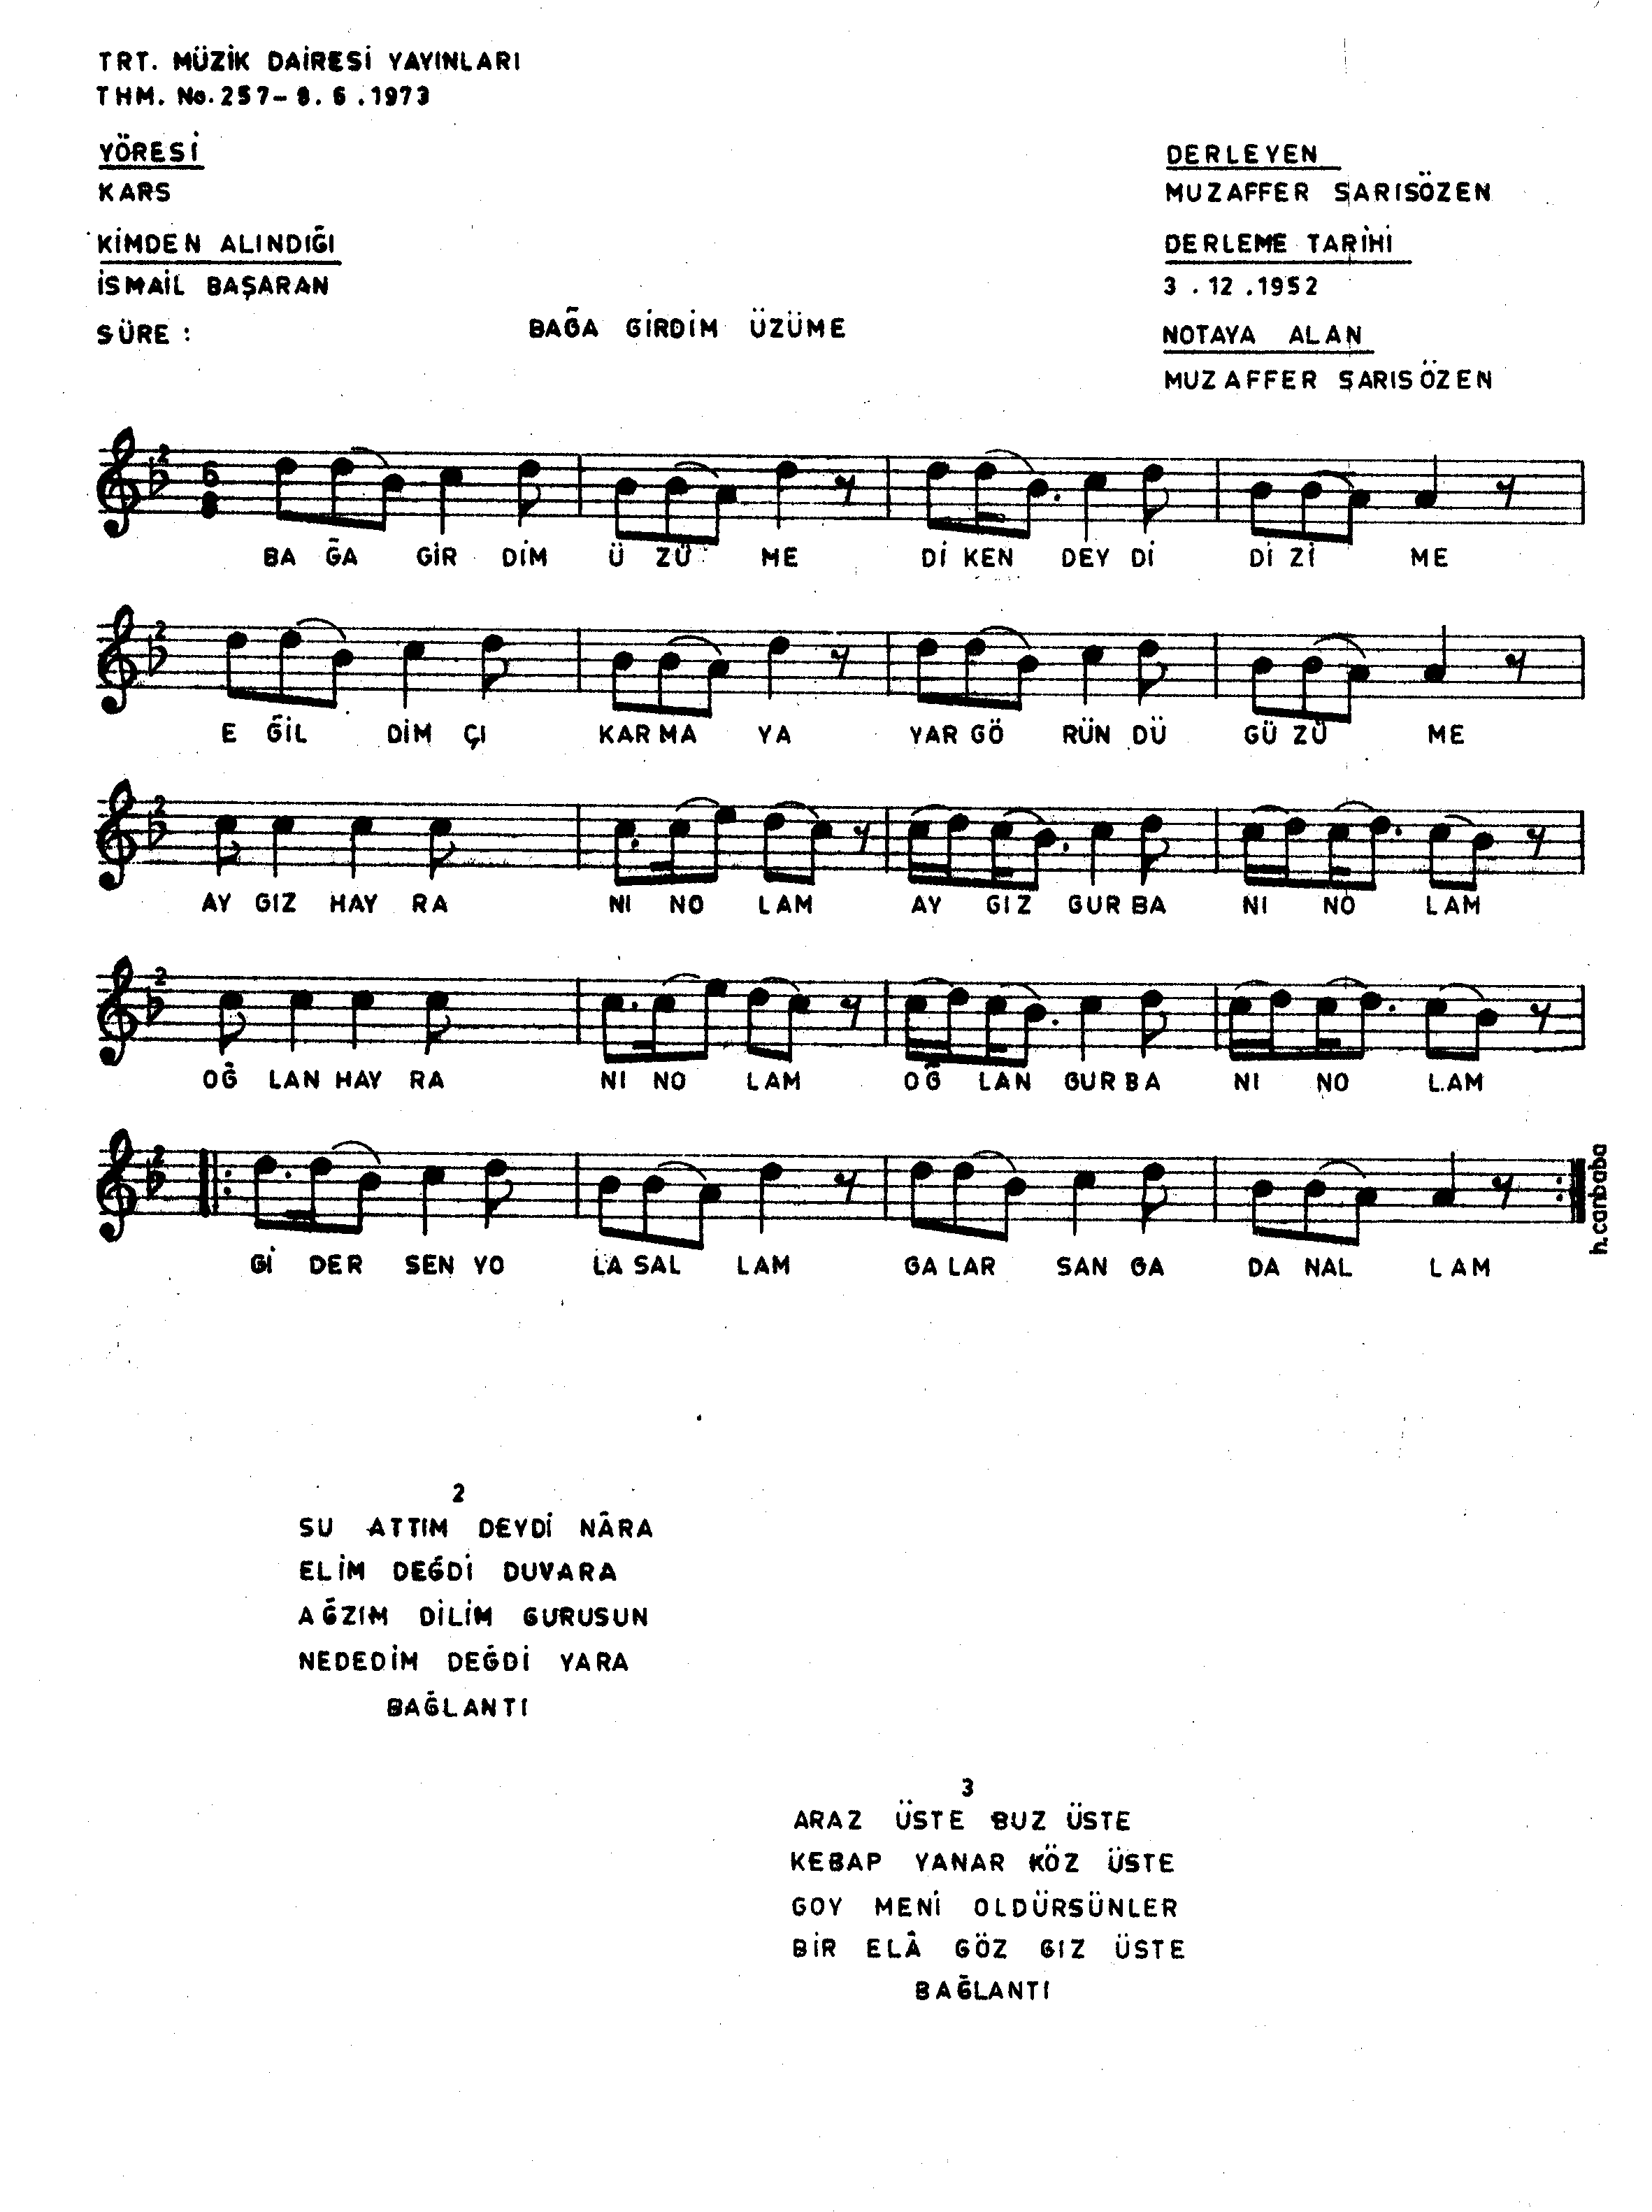 TRT. MÜZİK DAİRESİ YAYINLARI
THM. No. 257- 8. 6 .1973
YÖRESİ
KARS
KİMDEN ALINDIĞI
İSMAİL BAŞARAN
SÜRE :
BAĞA GİRDİM ÜZÜME
DERLEYEN
MUZAFFER SARISÖZEN
DERLEME TARİHİ
3 . 12 .1952
NOTAYA ALAN
MUZAFFER SARISÖZEN
BA ĞA GİR DİM Ü ZÜ ME Dİ KEN DEY Dİ Dİ Zİ ME
E ĞİL DİM ÇI KAR MA YA YAR GÖ RÜN DÜ GÜ ZÜ ME
AY GIZ HAY RA NI NO LAM AY GIZ GUR BA NI NO LAM
OĞ LAN HAY RA NI NO LAM OĞ LAN GUR BA NI NO LAM
Gİ DER SEN YO LA SAL LAM GA LAR SAN GA DA NAL LAM
h. canbaba
2
SU ATTIM DEYDİ NÂRA
ELİM DEĞDİ DUVARA
AĞZIM DİLİM GURUSUN
NEDEDİM DEĞDİ YARA
BAĞLANTI
3
ARAZ ÜSTE BUZ ÜSTE
KEBAP YANAR KÖZ ÜSTE
GOY MENİ OLDÜRSÜNLER
BİR ELÂ GÖZ GIZ ÜSTE
BAĞLANTI